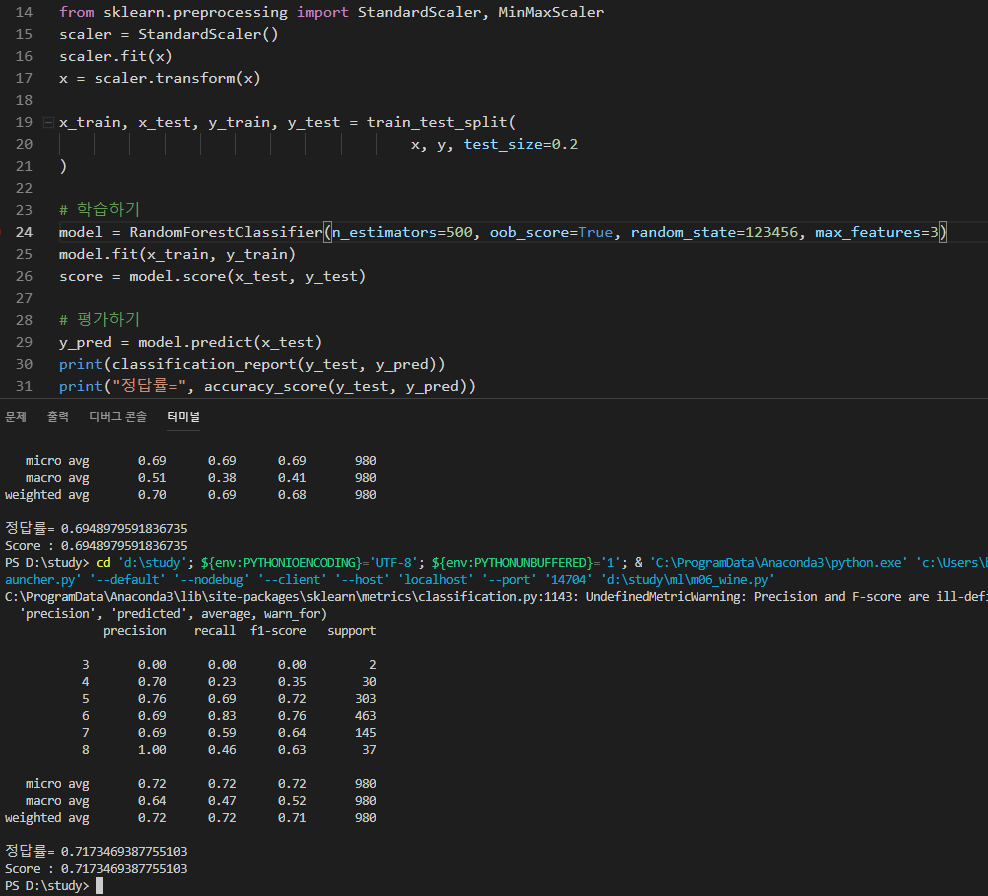 14 from sklearn.preprocessing import StandardScaler, MinMaxScaler
15 scaler = StandardScaler()
16 scaler.fit(x)
17 x = scaler.transform(x)
18
19 x_train, x_test, y_train, y_test = train_test_split(
20 x, y, test_size=0.2
21 )
22
23 # 학습하기
24 model = RandomForestClassifier(n_estimators=500, oob_score=True, random_state=123456, max_features=3)
25 model.fit(x_train, y_train)
26 score = model.score(x_test, y_test)
27
28 # 평가하기
29 y_pred = model.predict(x_test)
30 print(classification_report(y_test, y_pred))
31 print("정답률=", accuracy_score(y_test, y_pred))
문제 출력 디버그 콘솔 터미널
micro avg 0.69 0.69 0.69 980
macro avg 0.51 0.38 0.41 980
weighted avg 0.70 0.69 0.68 980
정답률= 0.6948979591836735
Score : 0.6948979591836735
PS D:\study> cd 'd:\study'; ${env:PYTHONIOENCODING}='UTF-8'; ${env:PYTHONUNBUFFERED}='1'; & 'C:\ProgramData\Anaconda3\python.exe' 'c:\Users\
auncher.py' '--default' '--nodebug' '--client' '--host' 'localhost' '--port' '14704' 'd:\study\ml\m06_wine.py'
C:\ProgramData\Anaconda3\lib\site-packages\sklearn\metrics\classification.py:1143: UndefinedMetricWarning: Precision and F-score are ill-defi
'precision', 'predicted', average, warn_for)
precision recall f1-score support
3 0.00 0.00 0.00 2
4 0.70 0.23 0.35 30
5 0.76 0.69 0.72 303
6 0.69 0.83 0.76 463
7 0.69 0.59 0.64 145
8 1.00 0.46 0.63 37
micro avg 0.72 0.72 0.72 980
macro avg 0.64 0.47 0.52 980
weighted avg 0.72 0.72 0.71 980
정답률= 0.7173469387755103
Score : 0.7173469387755103
PS D:\study>